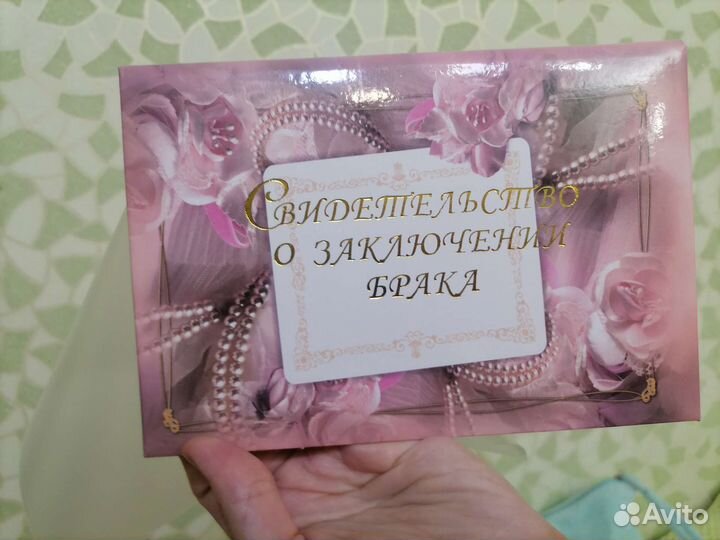 Свидетельство
о заключении
брака
Avito